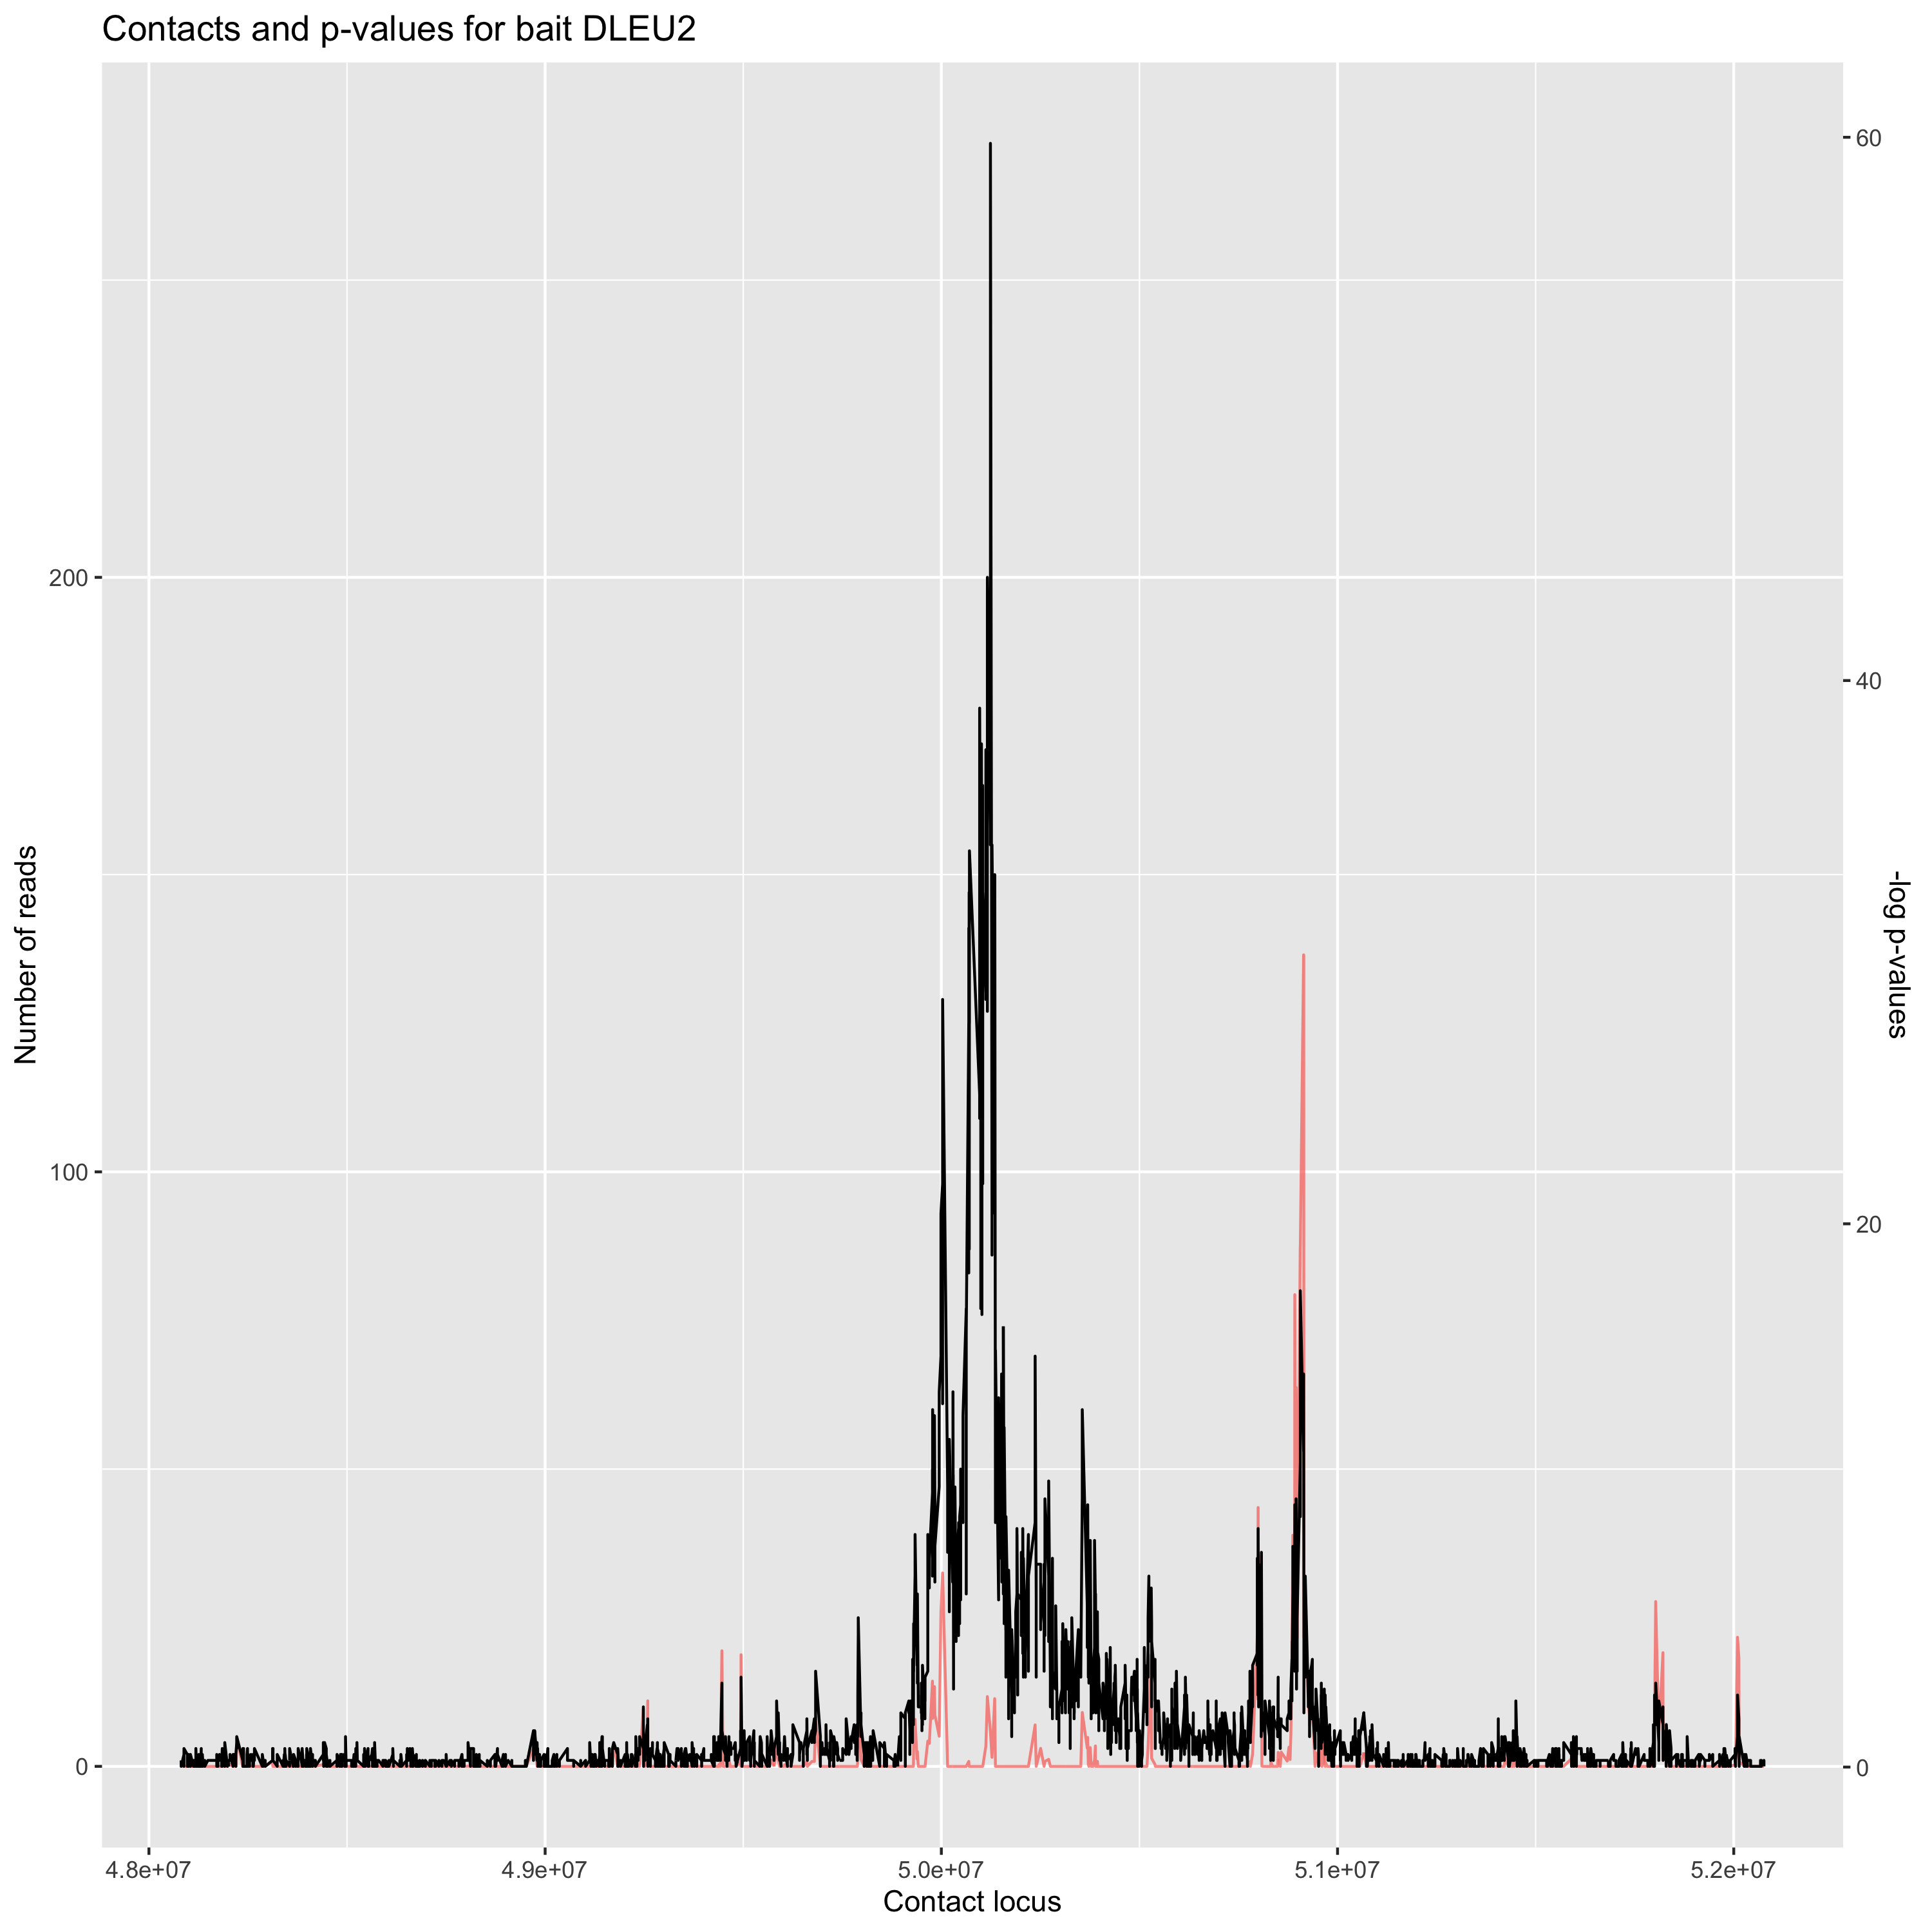 Contacts and p-values for bait DLEU2
60
200
40
Number of reads
-log p-values
100
20
0
0
4.8e+07
4.9e+07
5.0e+07
5.1e+07
5.2e+07
Contact locus